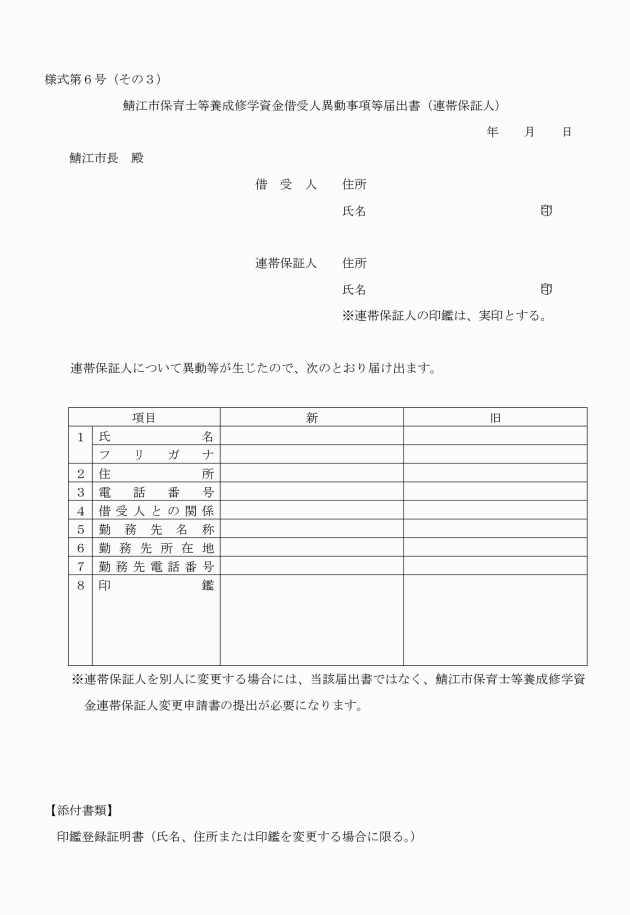 様式第６号（その３）
鯖江市保育士等養成修学資金借受人異動事項等届出書（連帯保証人）
年　　月　　日
鯖江市長　殿
借　受　人　　住所
氏名　　　　　　　　　　　　　　㊞
連帯保証人　　住所
氏名　　　　　　　　　　　　　　㊞
※連帯保証人の印鑑は、実印とする。
連帯保証人について異動等が生じたので、次のとおり届け出ます。
項目　新　旧
１　氏名
フリガナ
２　住所
３　電話番号
４　借受人との関係
５　勤務先名称
６　勤務先所在地
７　勤務先電話番号
８　印鑑
※連帯保証人を別人に変更する場合には、当該届出書ではなく、鯖江市保育士等養成修学資
金連帯保証人変更申請書の提出が必要になります。
【添付書類】
印鑑登録証明書（氏名、住所または印鑑を変更する場合に限る。）